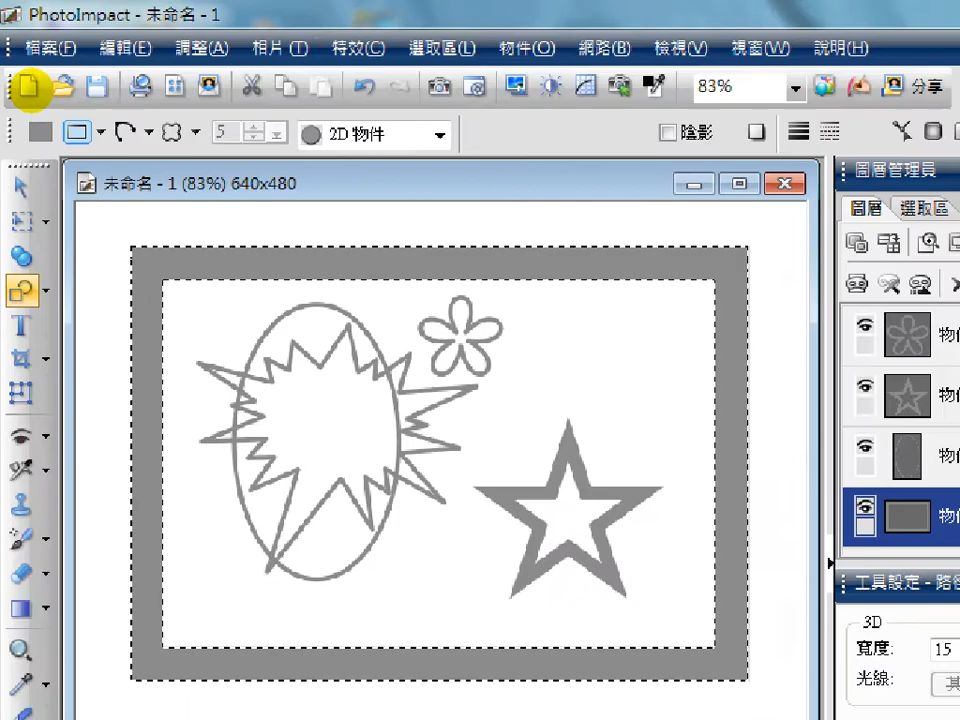 PhotoImpact - 未命名 - 1
檔案(F) 編輯(E) 調整(A) 相片(T) 特效(C) 選取區(L) 物件(O) 網路(B) 檢視(V) 視窗(W) 說明(H)
83% 分享
5 2D 物件 陰影
未命名 - 1 (83%) 640x480
圖層管理員
圖層 選取區
物件
物件
物件
物件
工具設定 - 路徑
3D
寬度: 15
光線: 其